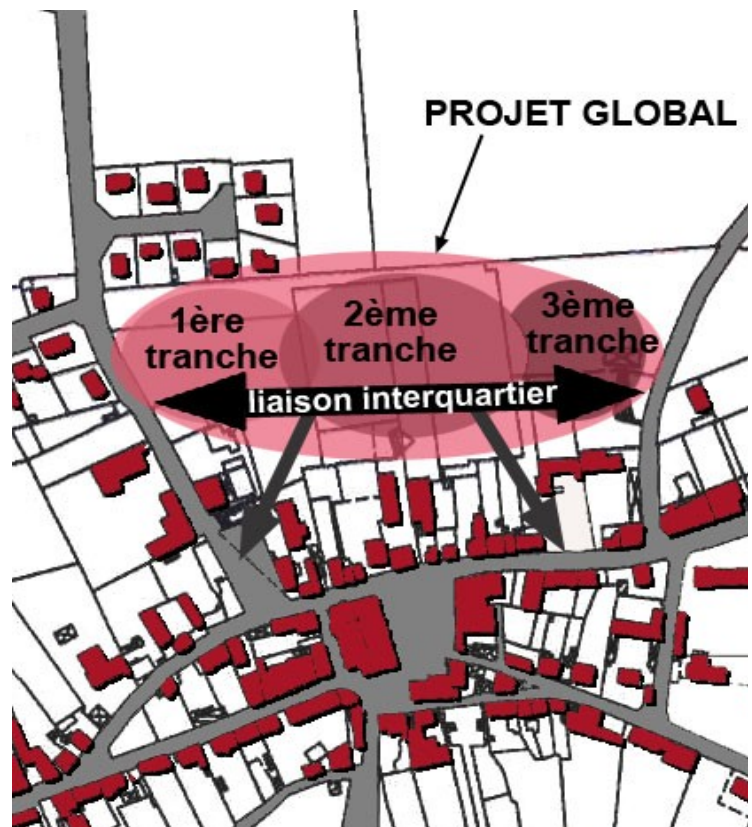 PROJET GLOBAL
1ère
tranche
2ème
tranche
3ème
tranche
liaison interquartier